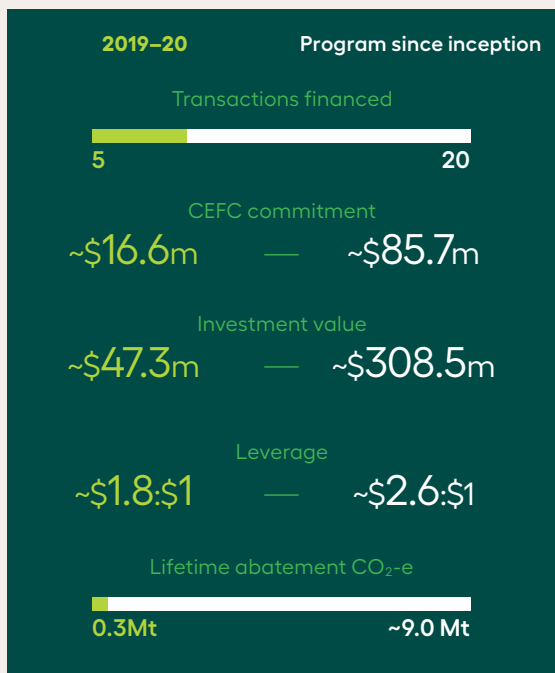 2019–20 Program since inception
Transactions financed
5 20
CEFC commitment
~$16.6m — ~$85.7m
Investment value
~$47.3m — ~$308.5m
Leverage
~$1.8:$1 — ~$2.6:$1
Lifetime abatement CO₂-e
0.3Mt ~9.0 Mt